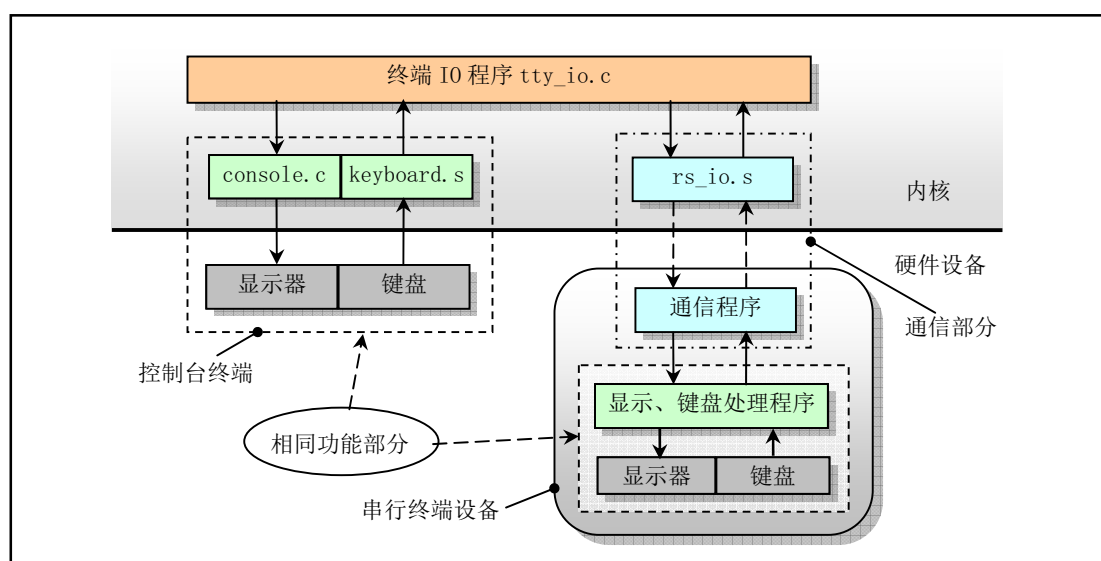 终端 IO 程序 tty_io.c
console.c
keyboard.s
rs_io.s
内核
硬件设备
显示器
键盘
通信程序
通信部分
控制台终端
显示、键盘处理程序
相同功能部分
显示器
键盘
串行终端设备